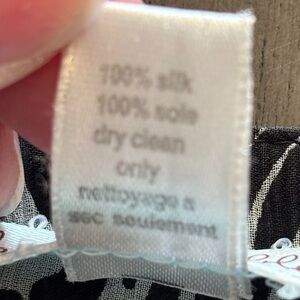 100% silk
100% soie
dry clean
only
nettoyage a
sec seulement